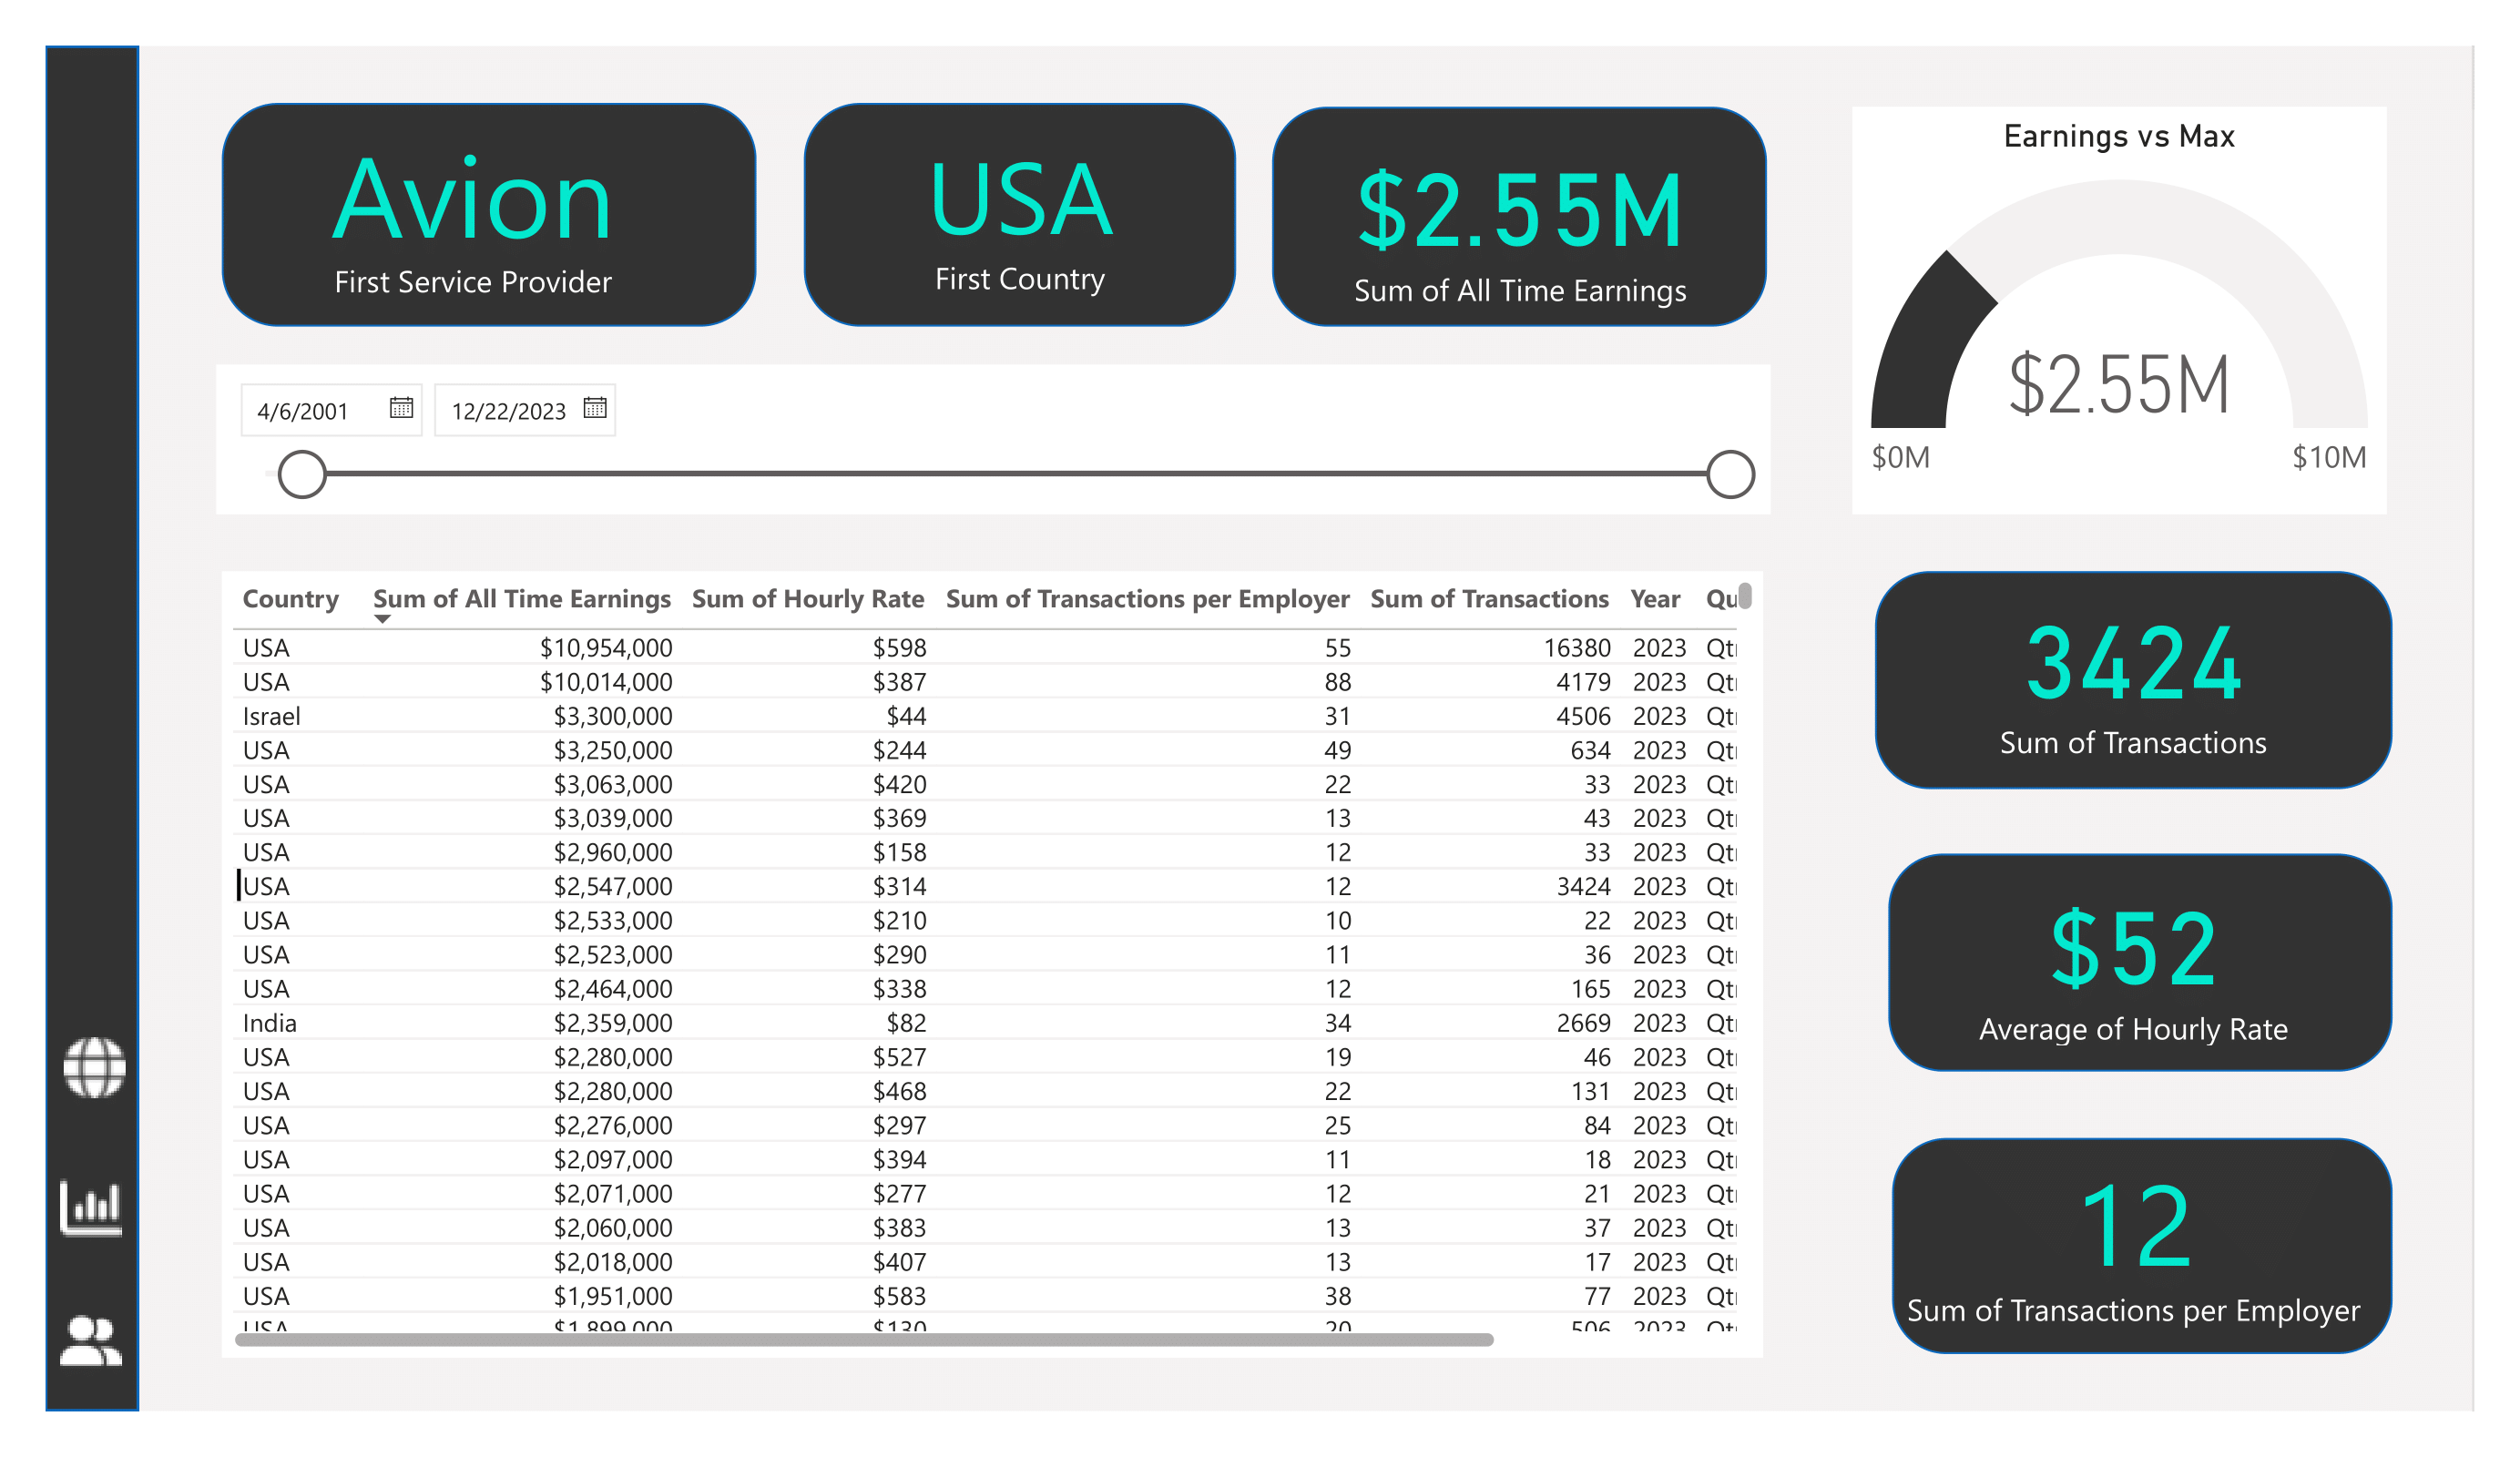 Avion
First Service Provider
USA
First Country
$2.55M
Sum of All Time Earnings
Earnings vs Max
$2.55M
$0M $10M
4/6/2001 12/22/2023
Country Sum of All Time Earnings Sum of Hourly Rate Sum of Transactions per Employer Sum of Transactions Year Qu
USA $10,954,000 $598 55 16380 2023 Qt
USA $10,014,000 $387 88 4179 2023 Qt
Israel $3,300,000 $44 31 4506 2023 Qt
USA $3,250,000 $244 49 634 2023 Qt
USA $3,063,000 $420 22 33 2023 Qt
USA $3,039,000 $369 13 43 2023 Qt
USA $2,960,000 $158 12 33 2023 Qt
USA $2,547,000 $314 12 3424 2023 Qt
USA $2,533,000 $210 10 22 2023 Qt
USA $2,523,000 $290 11 36 2023 Qt
USA $2,464,000 $338 12 165 2023 Qt
India $2,359,000 $82 34 2669 2023 Qt
USA $2,280,000 $527 19 46 2023 Qt
USA $2,280,000 $468 22 131 2023 Qt
USA $2,276,000 $297 25 84 2023 Qt
USA $2,097,000 $394 11 18 2023 Qt
USA $2,071,000 $277 12 21 2023 Qt
USA $2,060,000 $383 13 37 2023 Qt
USA $2,018,000 $407 13 17 2023 Qt
USA $1,951,000 $583 38 77 2023 Qt
USA $1,899,000 $130 20 506 2023 Qt
3424
Sum of Transactions
$52
Average of Hourly Rate
12
Sum of Transactions per Employer